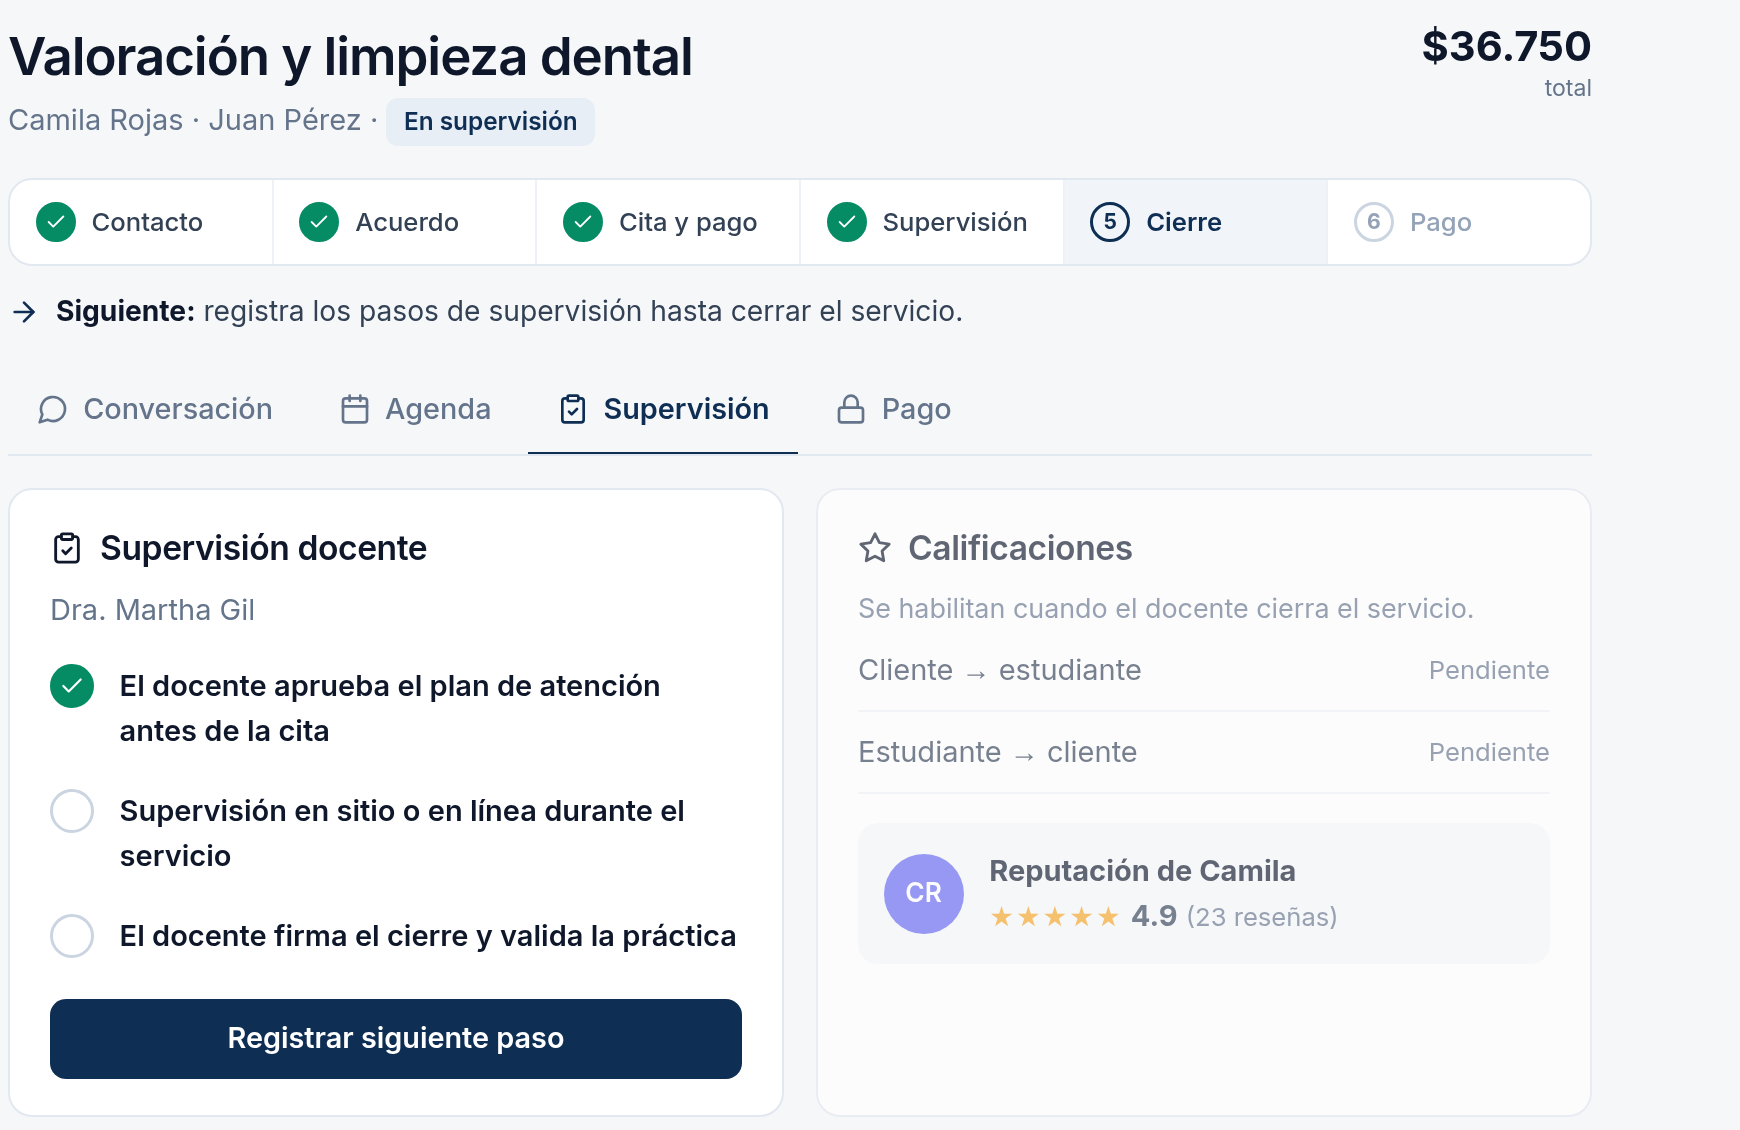 Valoración y limpieza dental
$36.750
total
Camila Rojas · Juan Pérez · En supervisión
Contacto
Acuerdo
Cita y pago
Supervisión
5 Cierre
6 Pago
→ Siguiente: registra los pasos de supervisión hasta cerrar el servicio.
Conversación
Agenda
Supervisión
Pago
Supervisión docente
Dra. Martha Gil
El docente aprueba el plan de atención
antes de la cita
Supervisión en sitio o en línea durante el
servicio
El docente firma el cierre y valida la práctica
Registrar siguiente paso
Calificaciones
Se habilitan cuando el docente cierra el servicio.
Cliente → estudiante Pendiente
Estudiante → cliente Pendiente
CR
Reputación de Camila
★★★★★ 4.9 (23 reseñas)